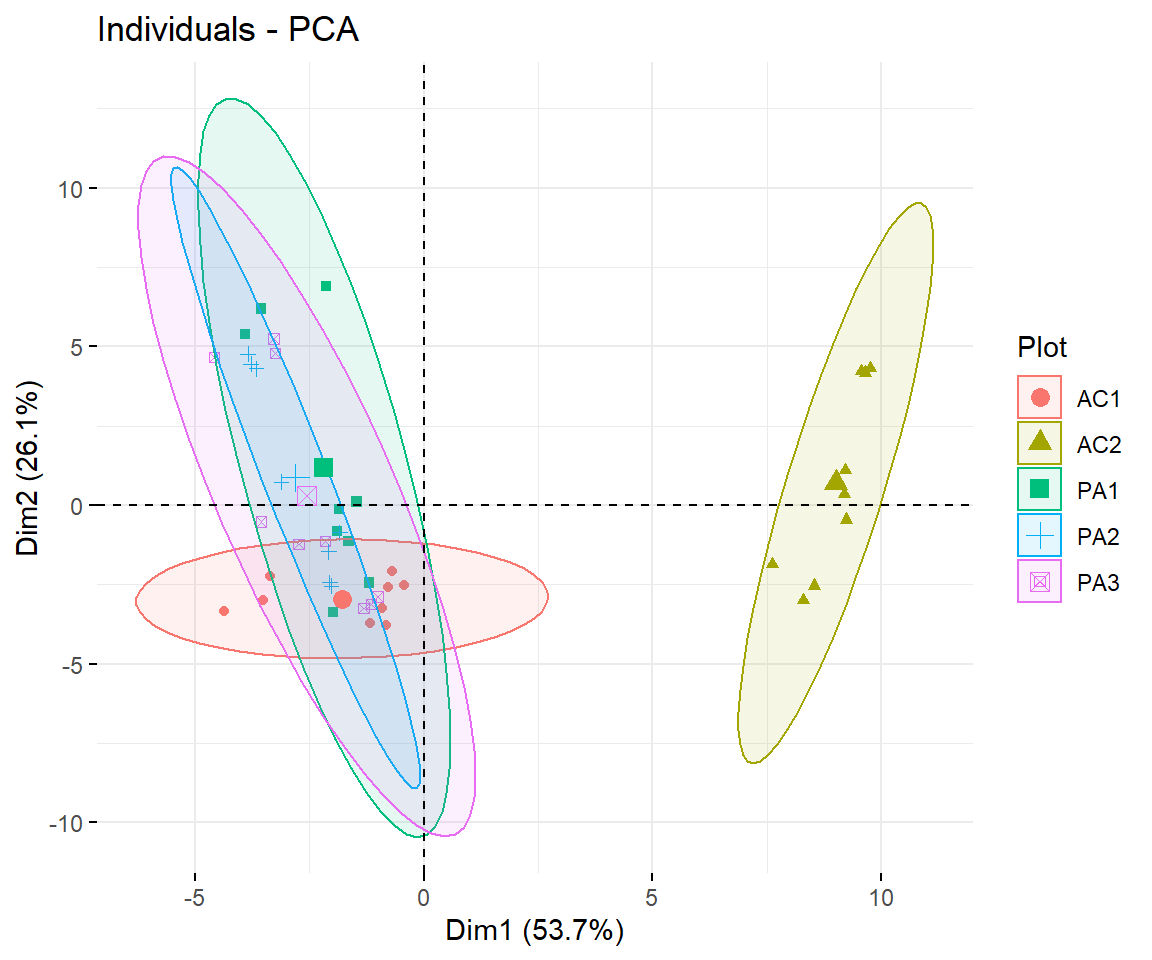 Individuals - PCA
Dim2 (26.1%)
10
5
0
-5
-10
-5
0
5
10
Dim1 (53.7%)
Plot
AC1
AC2
PA1
PA2
PA3